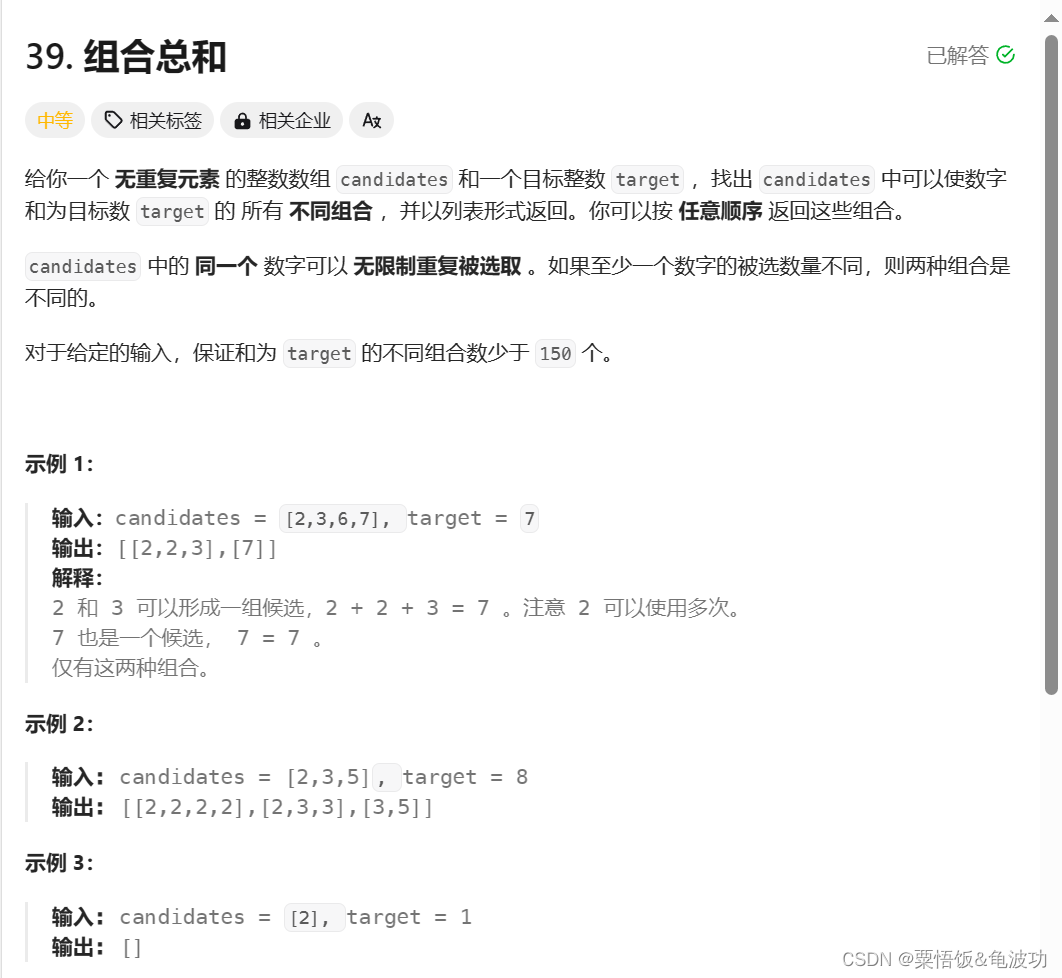 39. 组合总和
已解答
中等 相关标签 相关企业 Aあ
给你一个 无重复元素 的整数数组 candidates 和一个目标整数 target ，找出 candidates 中可以使数字
和为目标数 target 的 所有 不同组合 ，并以列表形式返回。你可以按 任意顺序 返回这些组合。
candidates 中的 同一个 数字可以 无限制重复被选取 。如果至少一个数字的被选数量不同，则两种组合是
不同的。
对于给定的输入，保证和为 target 的不同组合数少于 150 个。
示例 1：
输入：candidates = [2,3,6,7], target = 7
输出：[[2,2,3],[7]]
解释：
2 和 3 可以形成一组候选，2 + 2 + 3 = 7 。注意 2 可以使用多次。
7 也是一个候选， 7 = 7 。
仅有这两种组合。
示例 2：
输入：candidates = [2,3,5], target = 8
输出：[[2,2,2,2],[2,3,3],[3,5]]
示例 3：
输入：candidates = [2], target = 1
输出：[]
CSDN @粟悟饭&龟波功